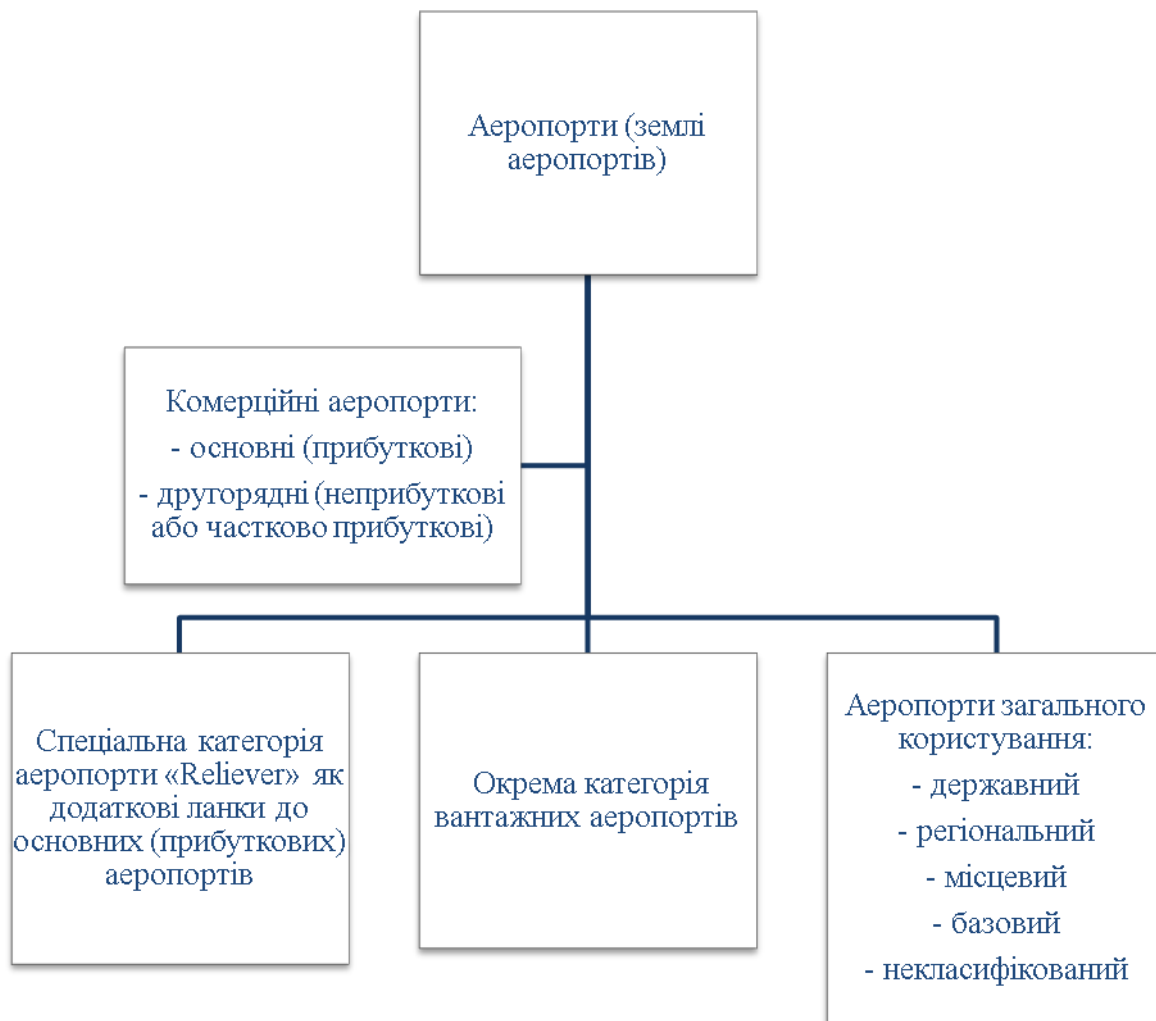 Аеропорти (землі
аеропортів)
Комерційні аеропорти:
- основні (прибуткові)
- другорядні (неприбуткові
або частково прибуткові)
Спеціальна категорія
аеропорти «Reliever» як
додаткові ланки до
основних (прибуткових)
аеропортів
Окрема категорія
вантажних аеропортів
Аеропорти загального
користування:
- державний
- регіональний
- місцевий
- базовий
- некласифікований